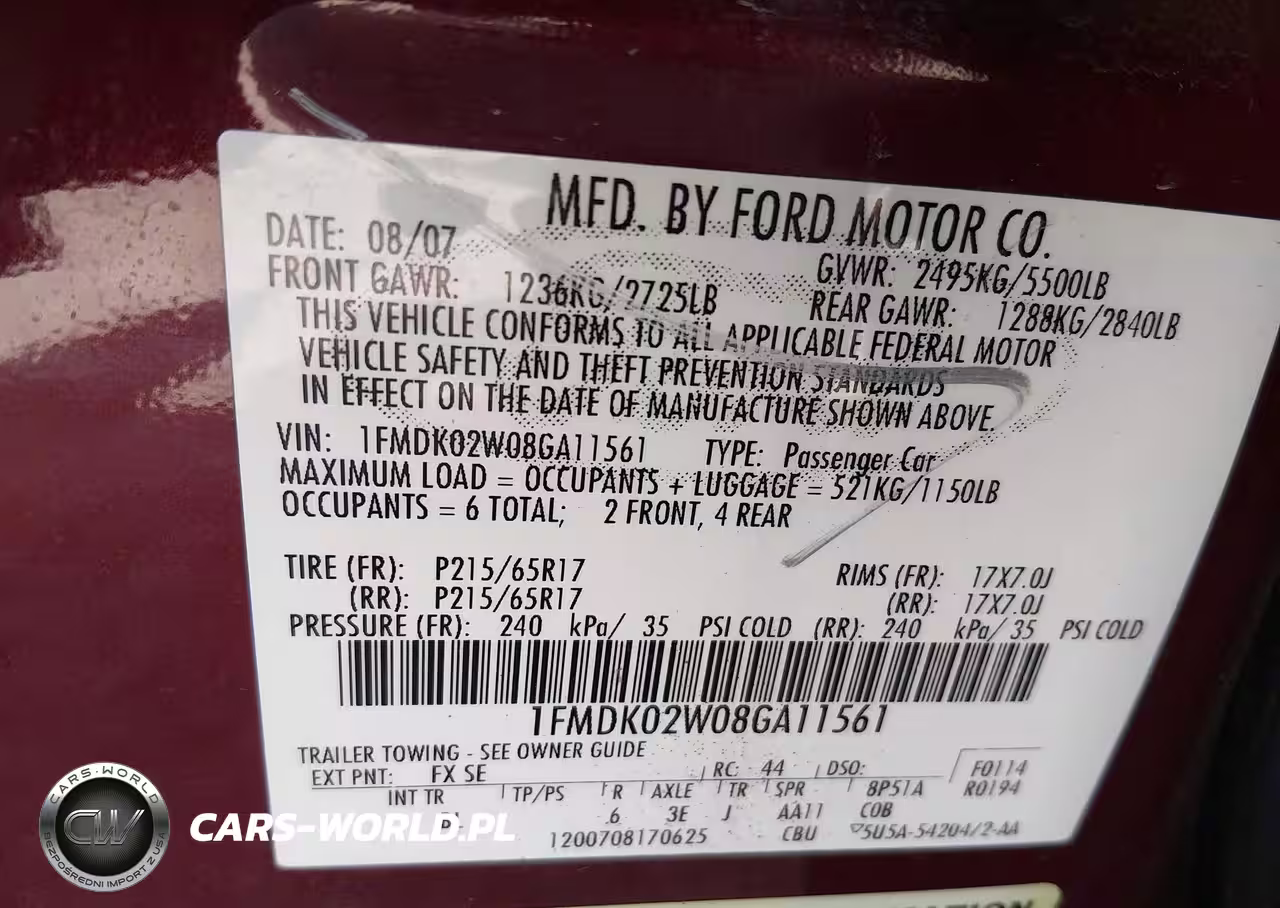 MFD. BY FORD MOTOR CO.
DATE: 08/07 GVWR: 2495KG/5500LB
FRONT GAWR: 1236KG/2725LB REAR GAWR: 1288KG/2840LB
THIS VEHICLE CONFORMS TO ALL APPLICABLE FEDERAL MOTOR
VEHICLE SAFETY AND THEFT PREVENTION STANDARDS
IN EFFECT ON THE DATE OF MANUFACTURE SHOWN ABOVE.
VIN: 1FMDK02W08GA11561 TYPE: Passenger Car
MAXIMUM LOAD = OCCUPANTS + LUGGAGE = 521KG/1150LB
OCCUPANTS = 6 TOTAL; 2 FRONT, 4 REAR
TIRE (FR): P215/65R17 RIMS (FR): 17X7.0J
(RR): P215/65R17 (RR): 17X7.0J
PRESSURE (FR): 240 kPa/ 35 PSI COLD (RR): 240 kPa/ 35 PSI COLD
1FMDK02W08GA11561
TRAILER TOWING - SEE OWNER GUIDE
EXT PNT: FX SE RC: 44 DSO: F0114
INT TR TP/PS R AXLE TR SPR 8P51A R0194
.6 3E J AA11 COB
1200708170625 CBU 5U5A-54204/2-AA
CARS-WORLD
CW
BEZPOŚREDNI IMPORT Z USA
CARS-WORLD.PL